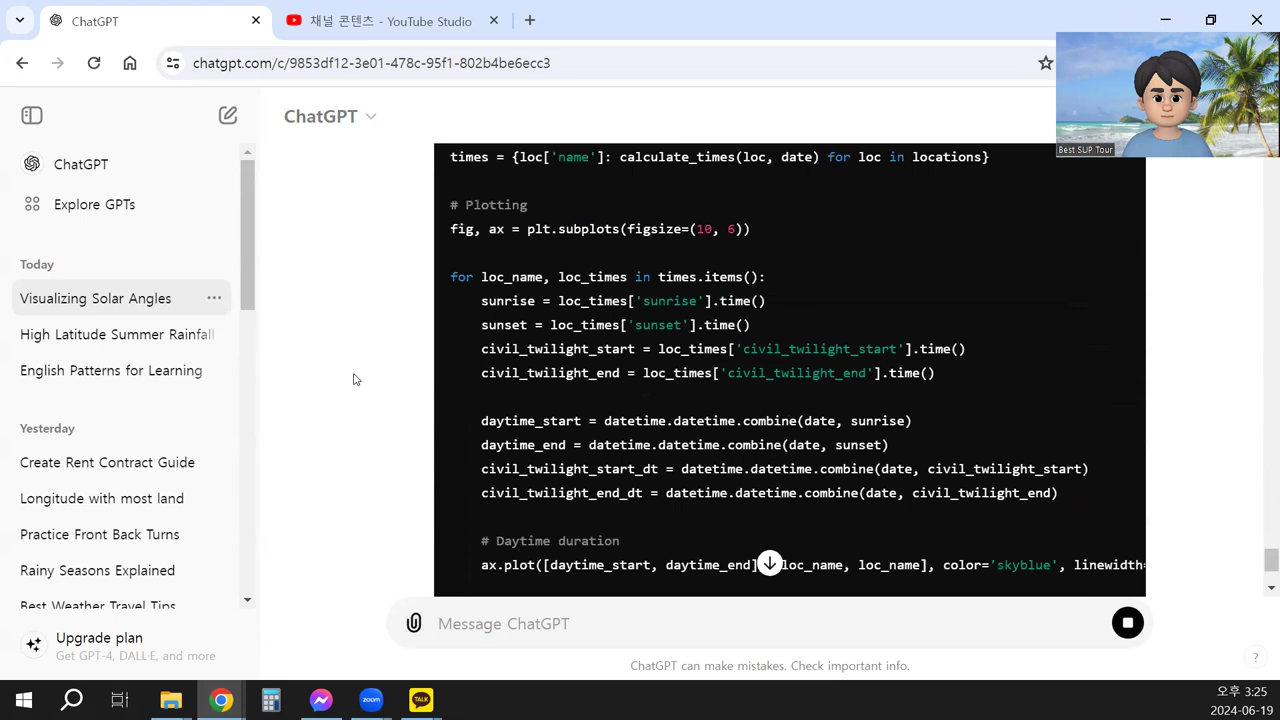 ChatGPT
채널 콘텐츠 - YouTube Studio
chatgpt.com/c/9853df12-3e01-478c-95f1-802b4be6ecc3
Best SUP Tour
ChatGPT
Explore GPTs
Today
Visualizing Solar Angles
High Latitude Summer Rainfall
English Patterns for Learning
Yesterday
Create Rent Contract Guide
Longitude with most land
Practice Front Back Turns
Rainy Seasons Explained
Best Weather Travel Tips
Upgrade plan
Get GPT-4, DALL·E, and more
ChatGPT
times = {loc['name']: calculate_times(loc, date) for loc in locations}
# Plotting
fig, ax = plt.subplots(figsize=(10, 6))
for loc_name, loc_times in times.items():
sunrise = loc_times['sunrise'].time()
sunset = loc_times['sunset'].time()
civil_twilight_start = loc_times['civil_twilight_start'].time()
civil_twilight_end = loc_times['civil_twilight_end'].time()
daytime_start = datetime.datetime.combine(date, sunrise)
daytime_end = datetime.datetime.combine(date, sunset)
civil_twilight_start_dt = datetime.datetime.combine(date, civil_twilight_start)
civil_twilight_end_dt = datetime.datetime.combine(date, civil_twilight_end)
# Daytime duration
ax.plot([daytime_start, daytime_end] loc_name, loc_name], color='skyblue', linewidth=
Message ChatGPT
ChatGPT can make mistakes. Check important info.
?
TALK
zoom
오후 3:25
2024-06-19